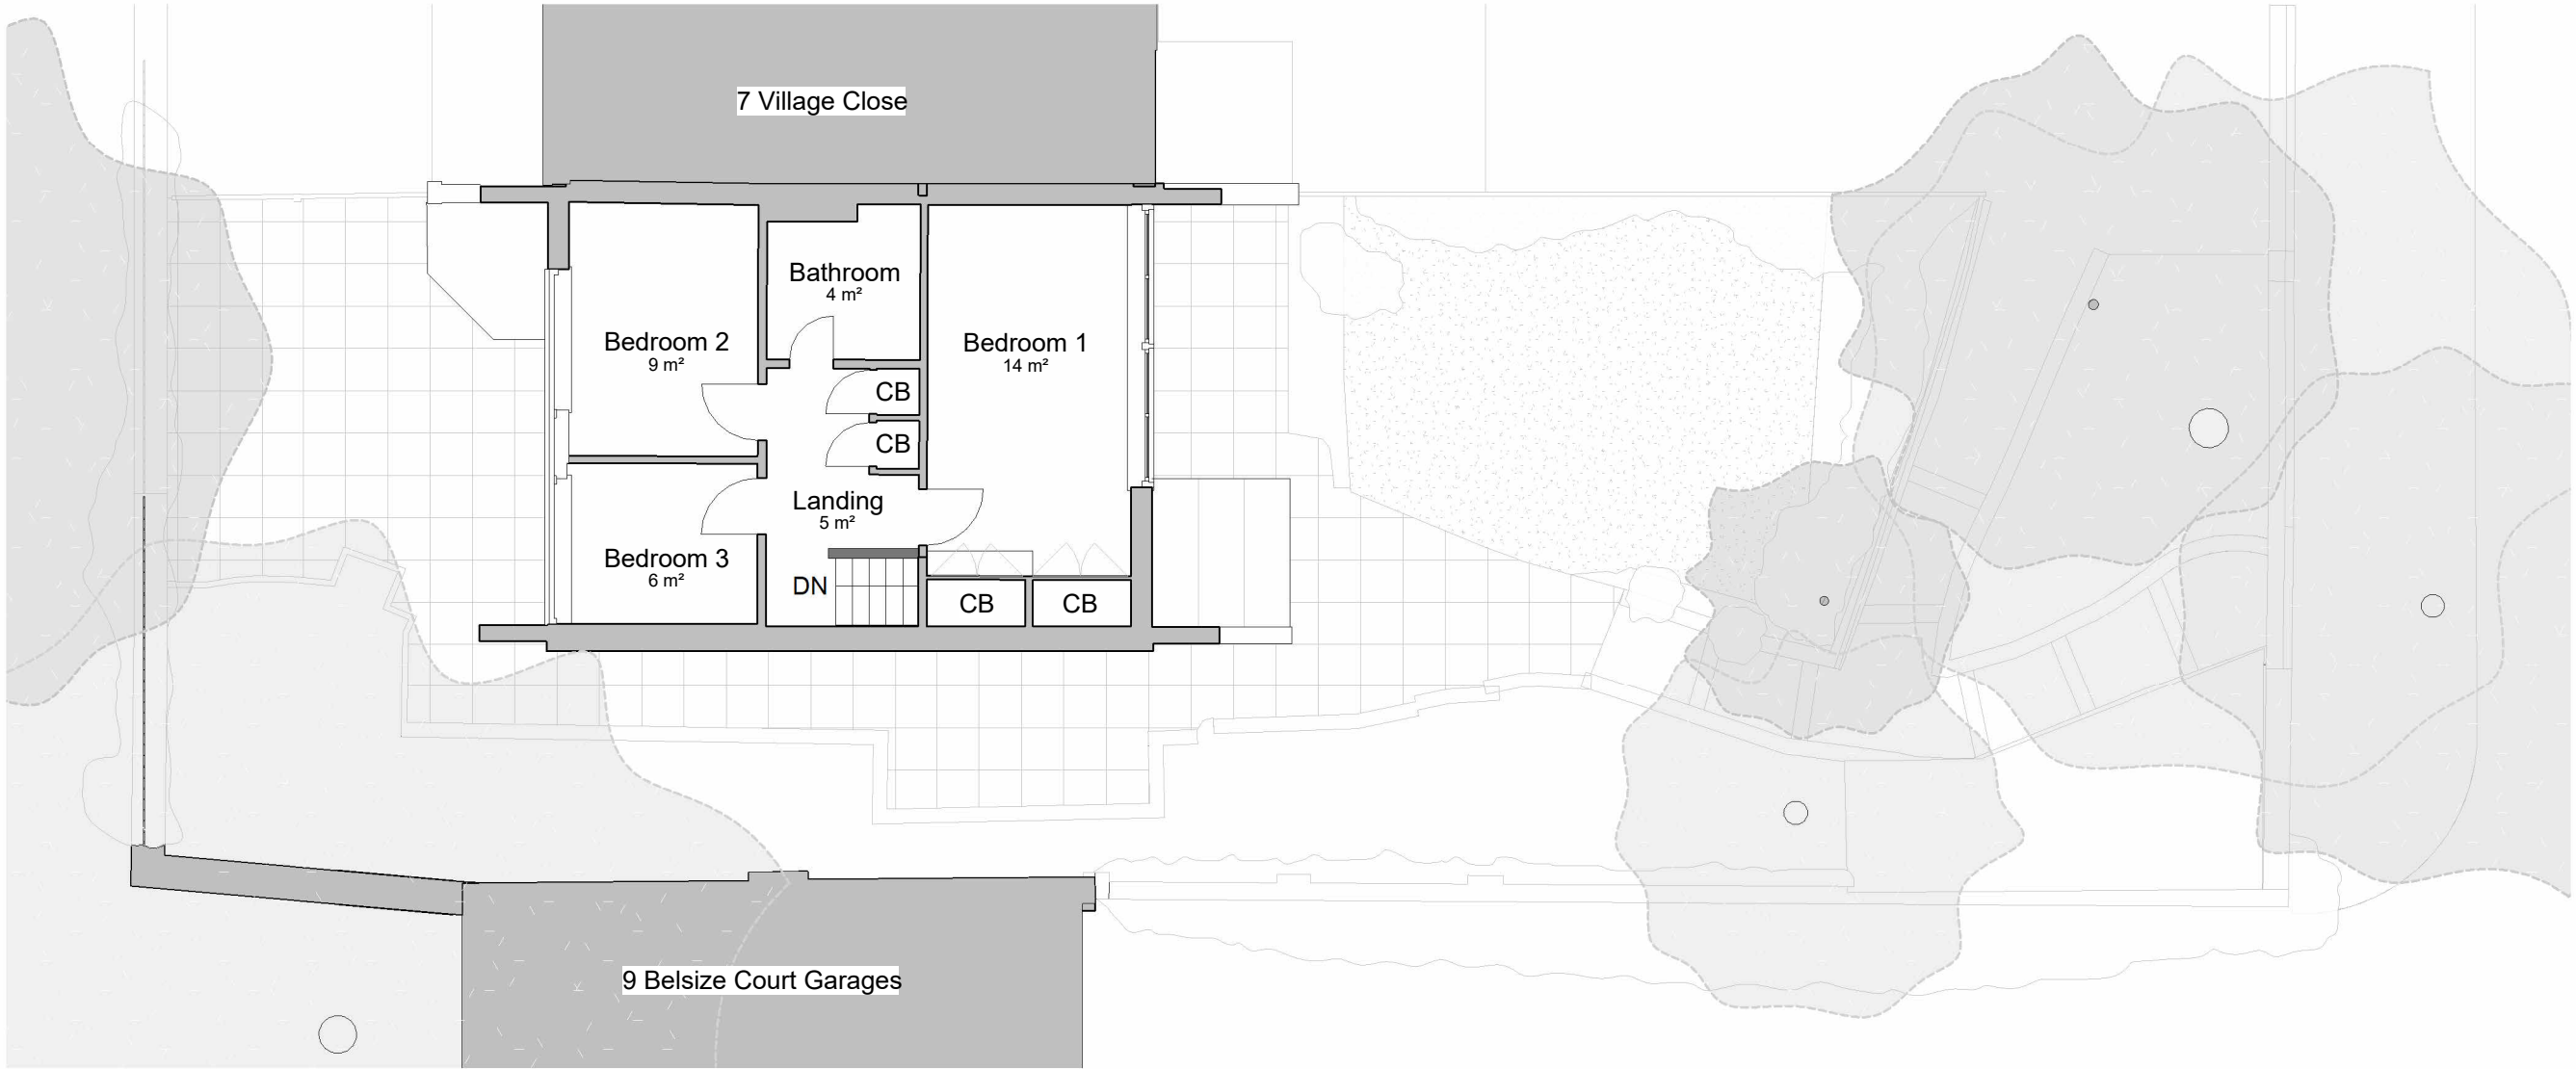 7 Village Close
Bathroom
4 m²
Bedroom 2
9 m²
Bedroom 1
14 m²
CB
CB
Landing
5 m²
Bedroom 3
6 m²
DN
CB
CB
9 Belsize Court Garages